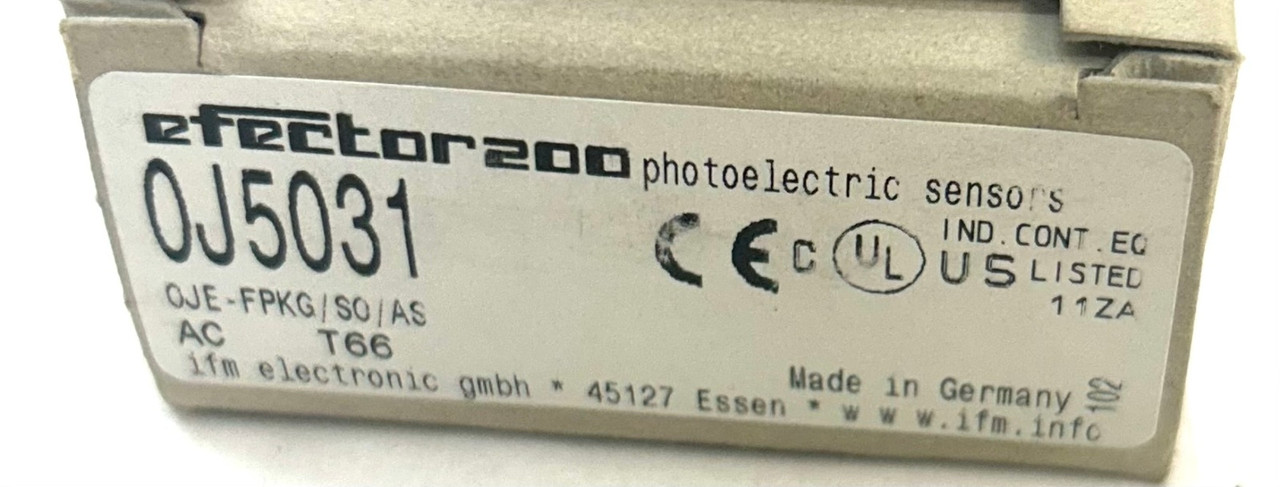 efector200 photoelectric sensors
OJ5031
CE C UL US IND. CONT. EQ
LISTED
11ZA
OJE-FPKG/SO/AS
AC T66
Made in Germany
ifm electronic gmbh * 45127 Essen * www.ifm.info